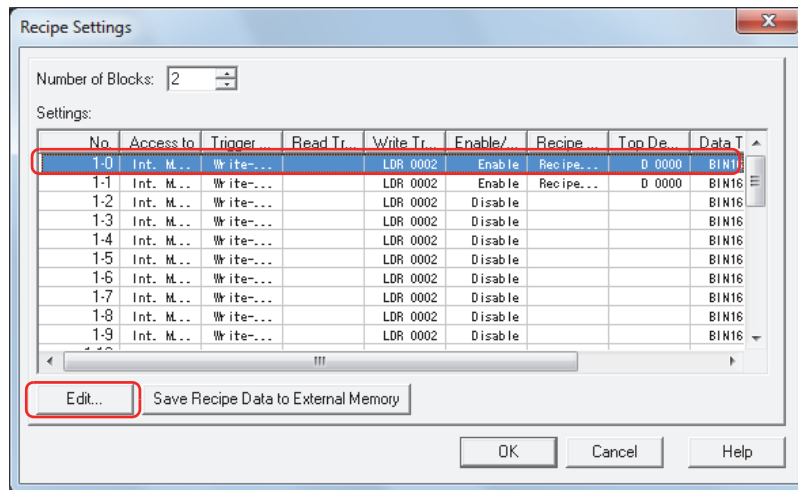 Recipe Settings
Number of Blocks: 2
Settings:
No. Access to Trigger ... Read Tr... Write Tr... Enable/... Recipe ... Top De... Data T
1-0 Int. M... Write-... LDR 0002 Enable Recipe... D 0000 BIN16
1-1 Int. M... Write-... LDR 0002 Enable Recipe... D 0000 BIN16
1-2 Int. M... Write-... LDR 0002 Disable BIN16
1-3 Int. M... Write-... LDR 0002 Disable BIN16
1-4 Int. M... Write-... LDR 0002 Disable BIN16
1-5 Int. M... Write-... LDR 0002 Disable BIN16
1-6 Int. M... Write-... LDR 0002 Disable BIN16
1-7 Int. M... Write-... LDR 0002 Disable BIN16
1-8 Int. M... Write-... LDR 0002 Disable BIN16
1-9 Int. M... Write-... LDR 0002 Disable BIN16
Edit... Save Recipe Data to External Memory
OK Cancel Help